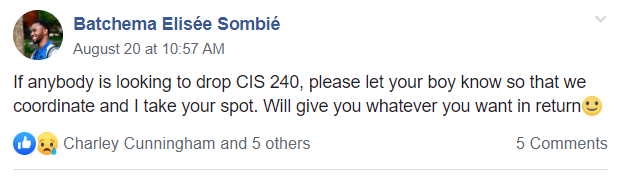 Batchema Elisée Sombié
August 20 at 10:57 AM
If anybody is looking to drop CIS 240, please let your boy know so that we
coordinate and I take your spot. Will give you whatever you want in return🙂
Charley Cunningham and 5 others 5 Comments